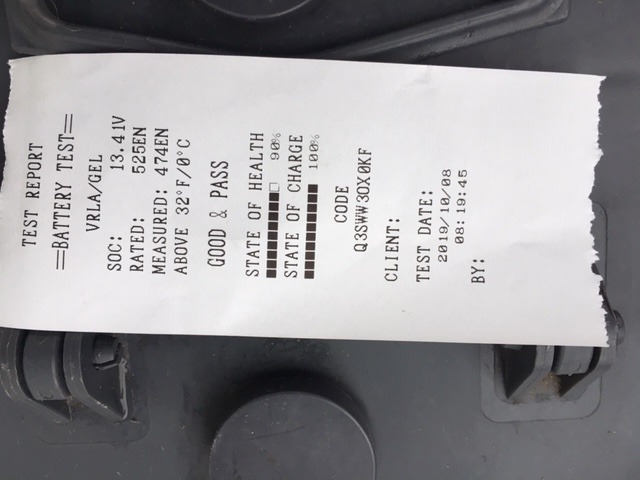 TEST REPORT
==BATTERY TEST==
VRLA/GEL
SOC: 13.41V
RATED: 525EN
MEASURED: 474EN
ABOVE 32°F/0°C
GOOD & PASS
STATE OF HEALTH
90%
STATE OF CHARGE
100%
CODE
Q3SWW3OX0KF
CLIENT:
TEST DATE:
2019/10/08
08:19:45
BY: